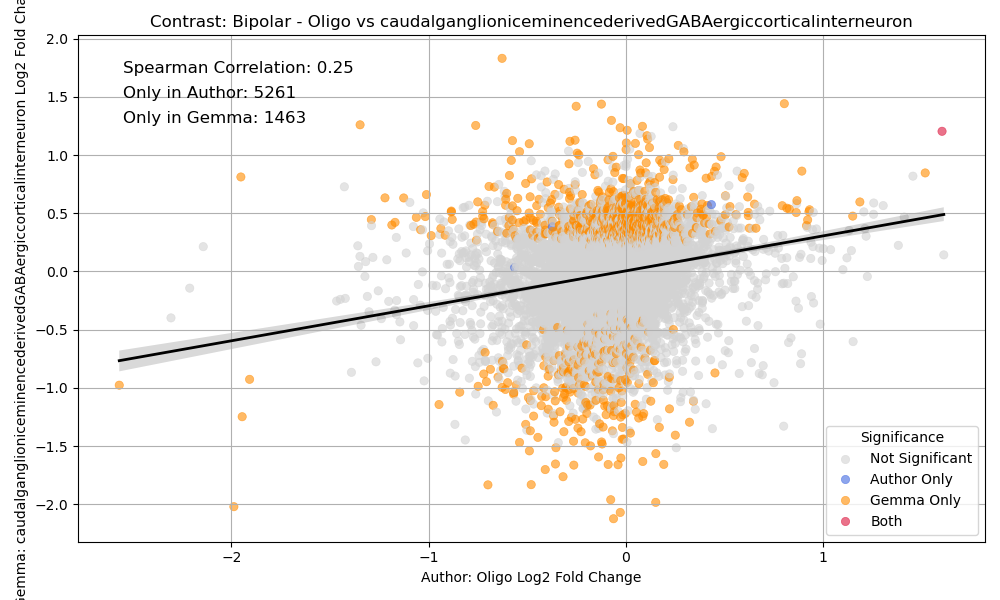 Contrast: Bipolar - Oligo vs caudalganglioniceminencederivedGABAergiccorticalinterneuron
Spearman Correlation: 0.25
Only in Author: 5261
Only in Gemma: 1463
2.0
1.5
1.0
0.5
0.0
−0.5
−1.0
−1.5
−2.0
caudalganglioniceminencederivedGABAergiccorticalinterneuron Log2 Fold
Significance
Not Significant
Author Only
Gemma Only
Both
−2
−1
0
1
Author: Oligo Log2 Fold Change